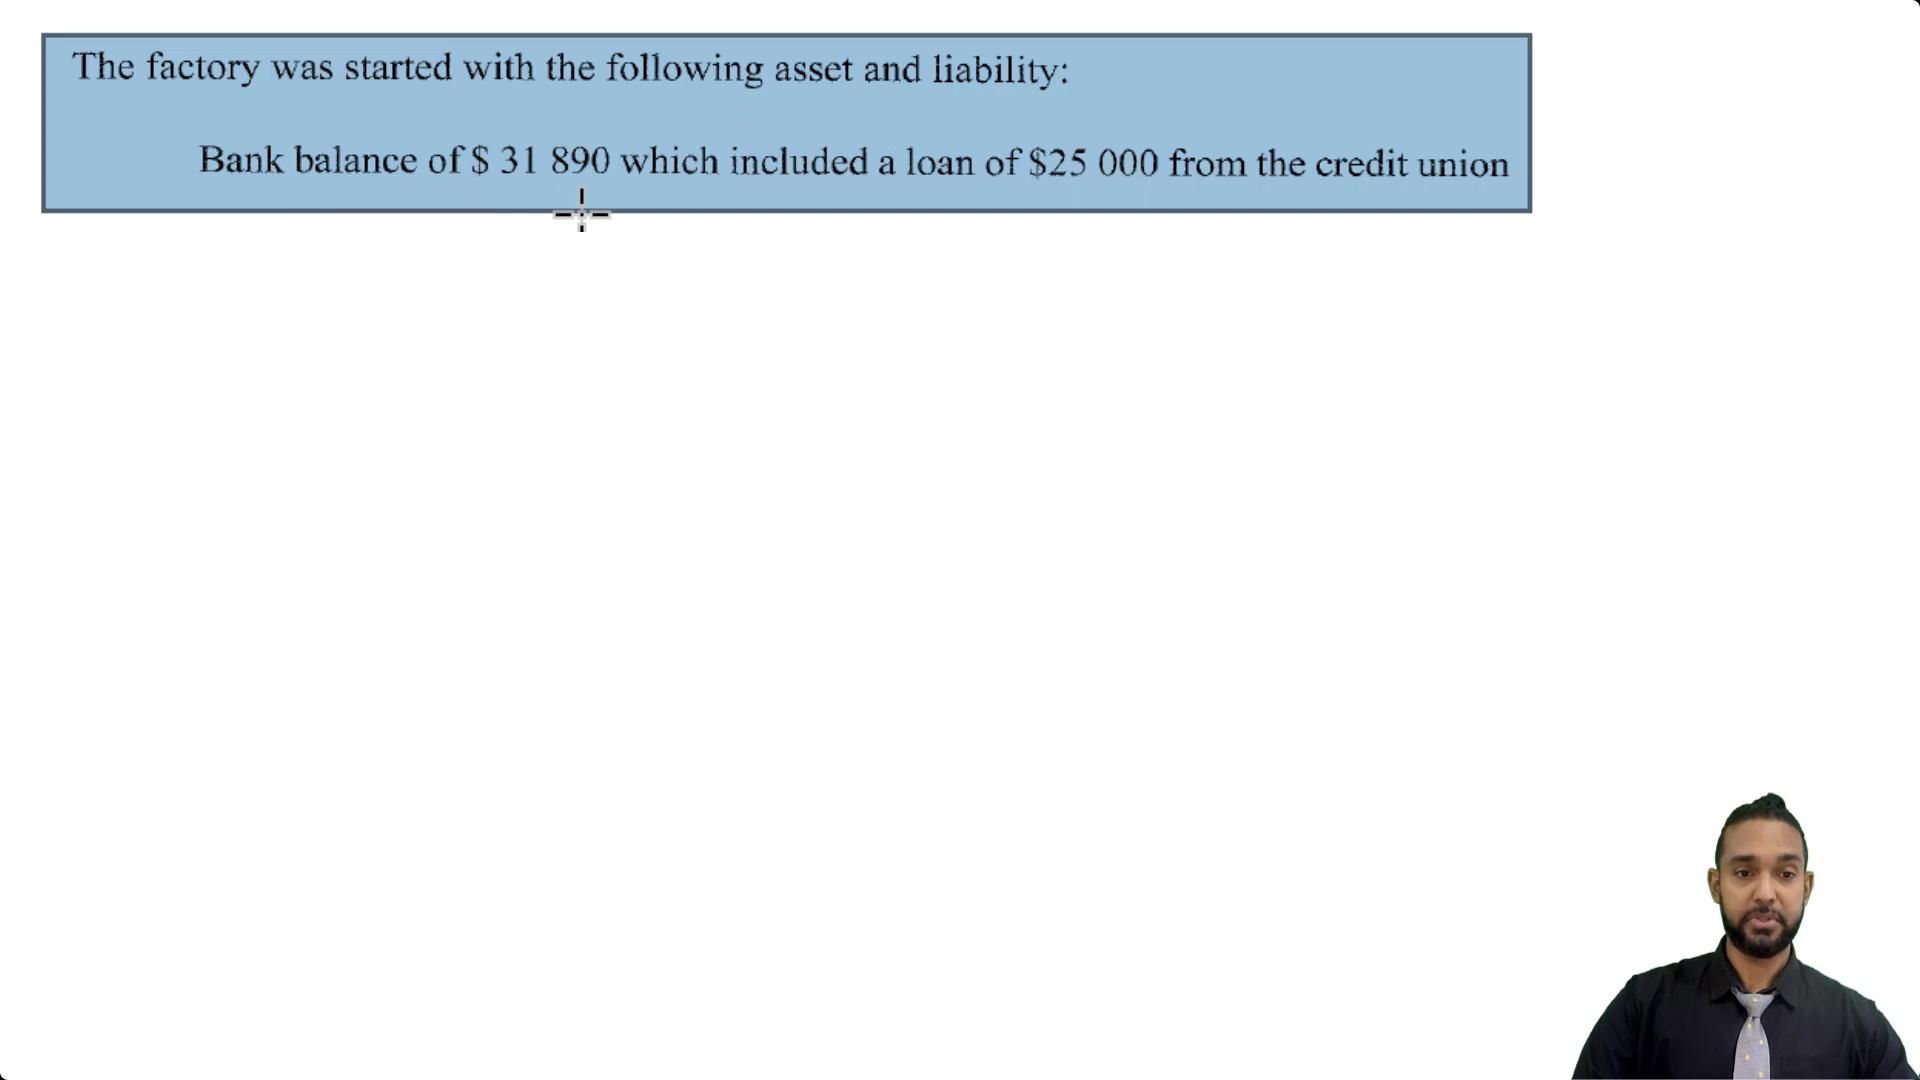 The factory was started with the following asset and liability:
Bank balance of $ 31 890 which included a loan of $25 000 from the credit union